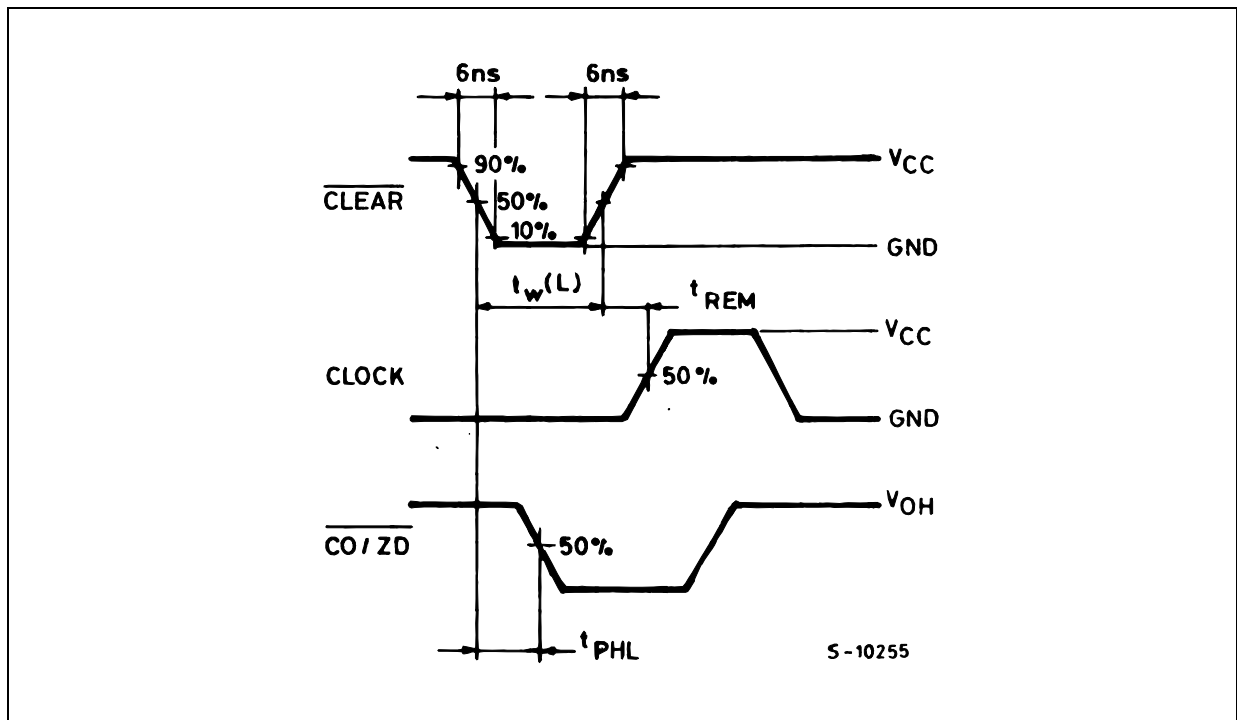 6ns 6ns
90% VCC
CLEAR 50%
10% GND
tw(L) tREM
VCC
CLOCK 50%
GND
VOH
CO/ZD 50%
tPHL S-10255